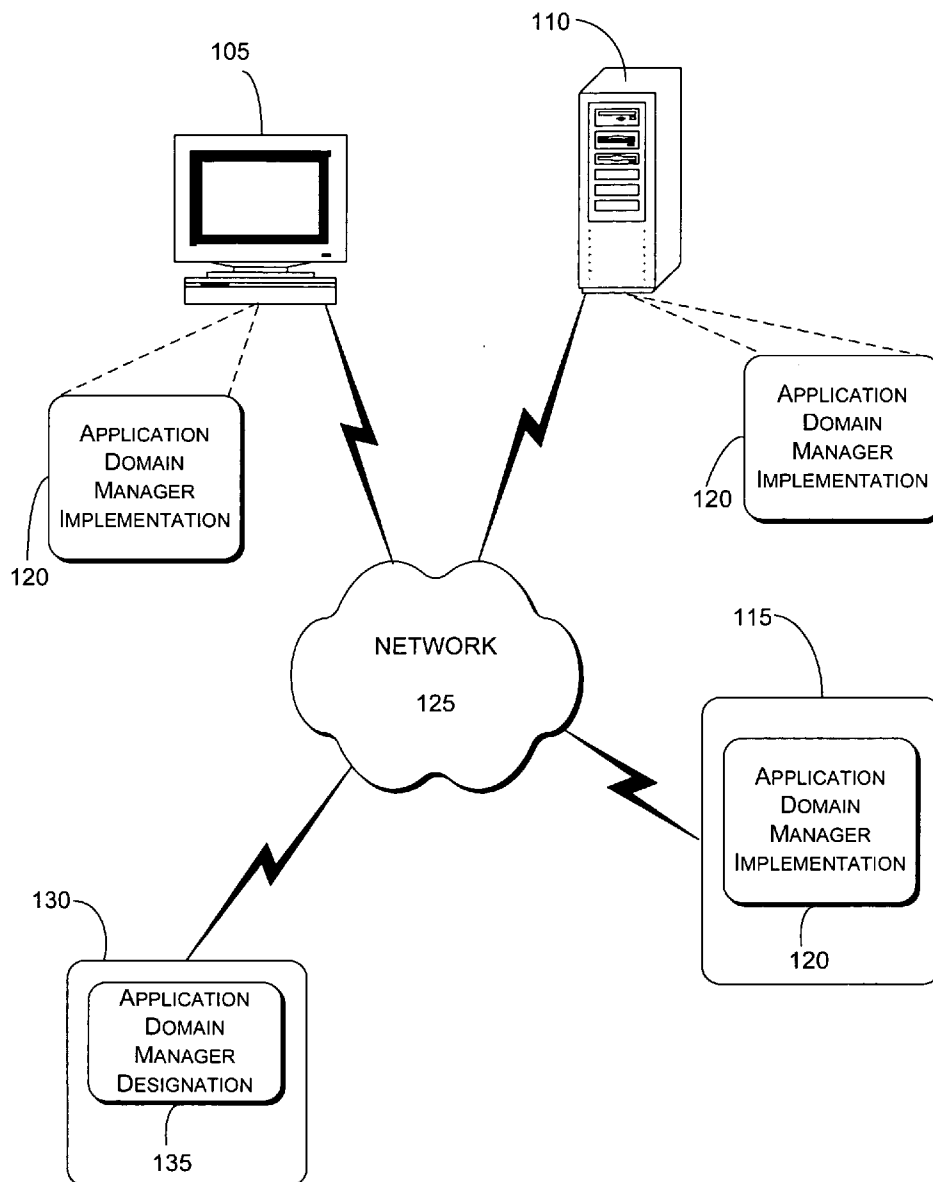 105
110
APPLICATION
DOMAIN
MANAGER
IMPLEMENTATION
120
APPLICATION
DOMAIN
MANAGER
IMPLEMENTATION
120
NETWORK
125
115
APPLICATION
DOMAIN
MANAGER
IMPLEMENTATION
120
130
APPLICATION
DOMAIN
MANAGER
DESIGNATION
135